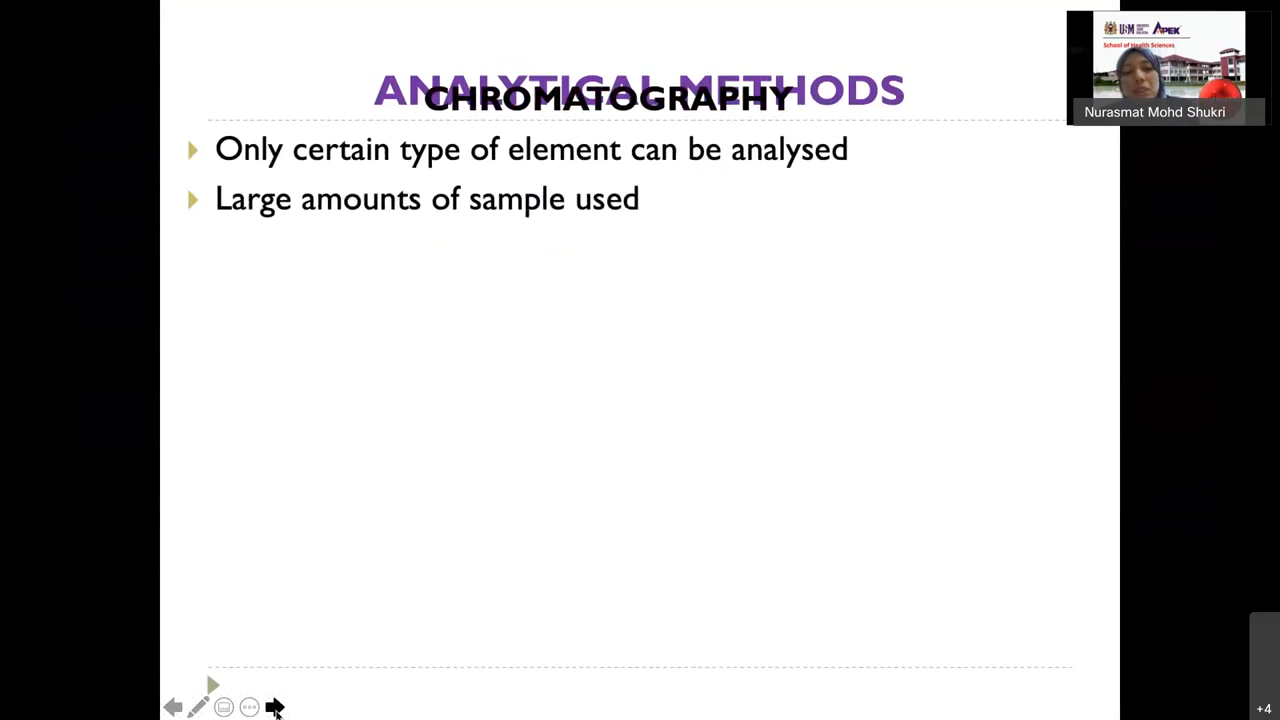 ANALYTICAL METHODS
CHROMATOGRAPHY
Only certain type of element can be analysed
Large amounts of sample used
USM
APEX
School of Health Sciences
Nurasmat Mohd Shukri
+4